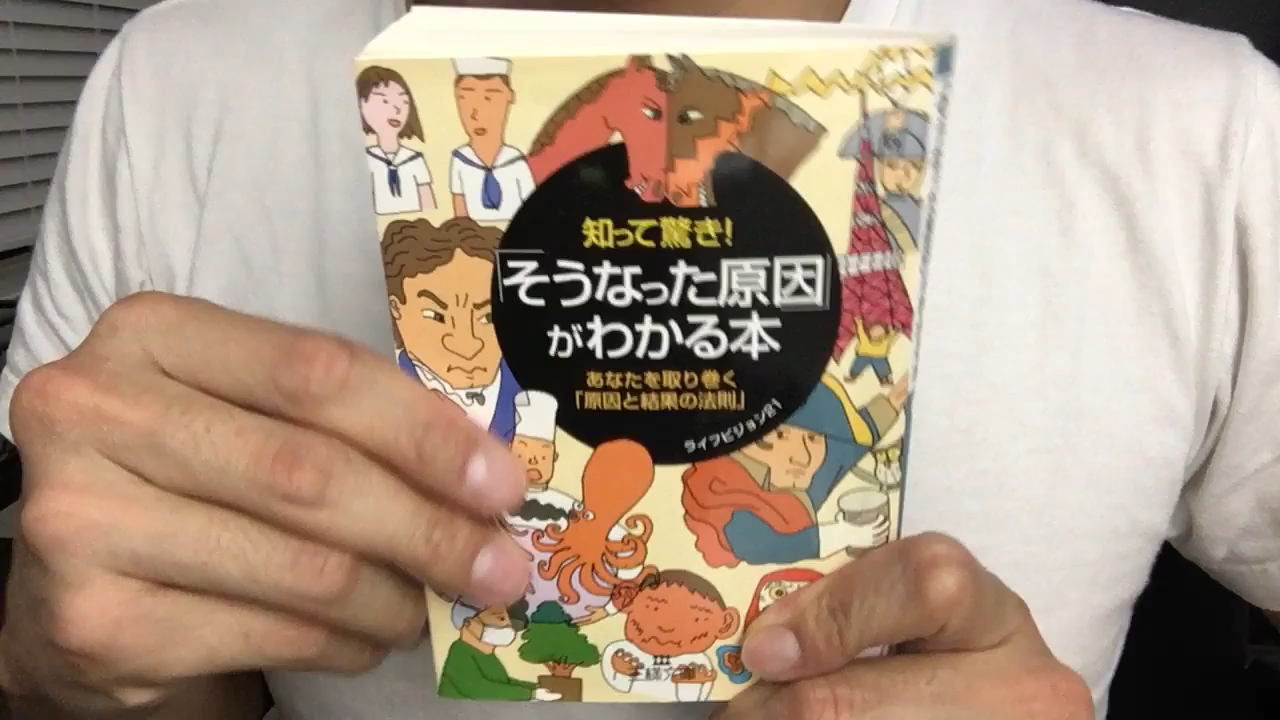 知って驚き!
「そうなった原因」
がわかる本
あなたを取り巻く
「原因と結果の法則」
ライフビジョン21